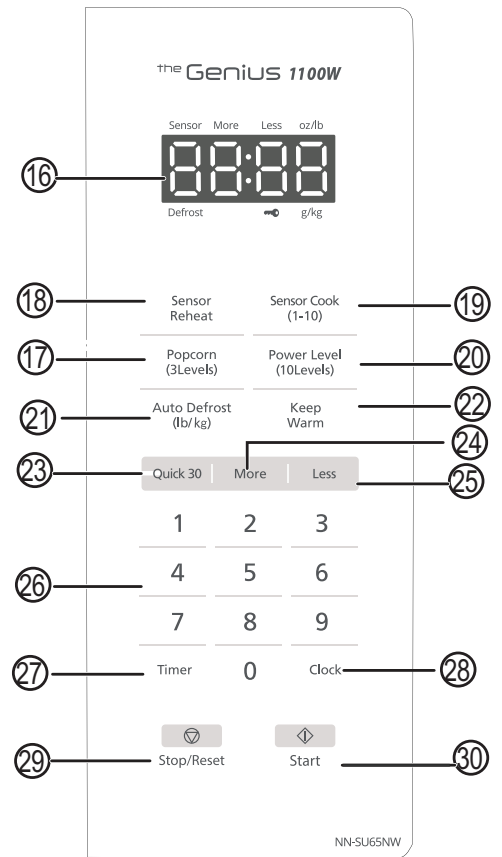 the Genius 1100W
Sensor More Less oz/lb
88:88
16
Defrost g/kg
18
Sensor
Reheat
Sensor Cook
(1-10)
19
17
Popcorn
(3Levels)
Power Level
(10Levels)
20
21
Auto Defrost
(lb/kg)
Keep
Warm
22
24
23
Quick 30 More Less
25
1 2 3
26
4 5 6
7 8 9
27
Timer 0 Clock
28
29
Stop/Reset
Start
30
NN-SU65NW